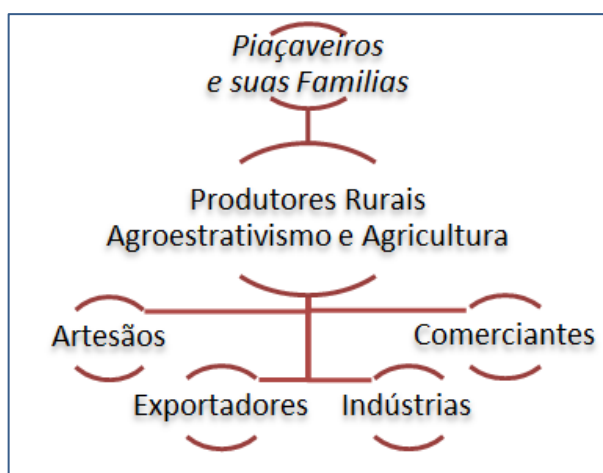 Piaçaveiros
e suas Familias
Produtores Rurais
Agroestrativismo e Agricultura
Artesãos
Comerciantes
Exportadores
Indústrias